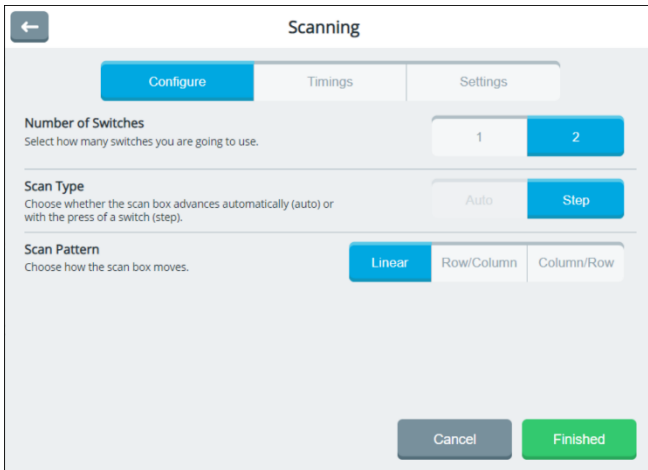 Scanning
Configure Timings Settings
Number of Switches
Select how many switches you are going to use.
1 2
Scan Type
Choose whether the scan box advances automatically (auto) or
with the press of a switch (step).
Auto Step
Scan Pattern
Choose how the scan box moves.
Linear Row/Column Column/Row
Cancel Finished